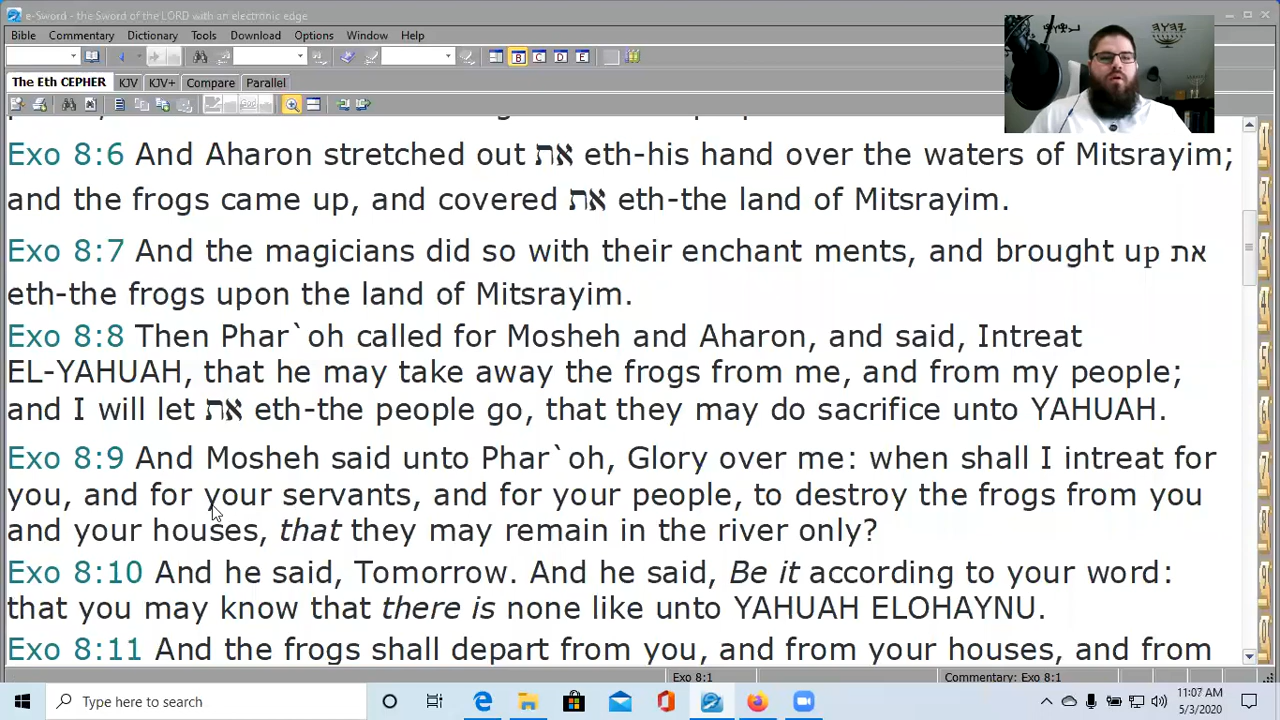 e-Sword - the Sword of the LORD with an electronic edge
Bible Commentary Dictionary Tools Download Options Window Help
B C D E
The Eth CEPHER KJV KJV+ Compare Parallel
Exo 8:6 And Aharon stretched out את eth-his hand over the waters of Mitsrayim;
and the frogs came up, and covered את eth-the land of Mitsrayim.
Exo 8:7 And the magicians did so with their enchant ments, and brought up את
eth-the frogs upon the land of Mitsrayim.
Exo 8:8 Then Phar`oh called for Mosheh and Aharon, and said, Intreat
EL-YAHUAH, that he may take away the frogs from me, and from my people;
and I will let את eth-the people go, that they may do sacrifice unto YAHUAH.
Exo 8:9 And Mosheh said unto Phar`oh, Glory over me: when shall I intreat for
you, and for your servants, and for your people, to destroy the frogs from you
and your houses, that they may remain in the river only?
Exo 8:10 And he said, Tomorrow. And he said, Be it according to your word:
that you may know that there is none like unto YAHUAH ELOHAYNU.
Exo 8:11 And the frogs shall depart from you, and from your houses, and from
Exo 8:1 Commentary: Exo 8:1
Type here to search
11:07 AM
5/3/2020